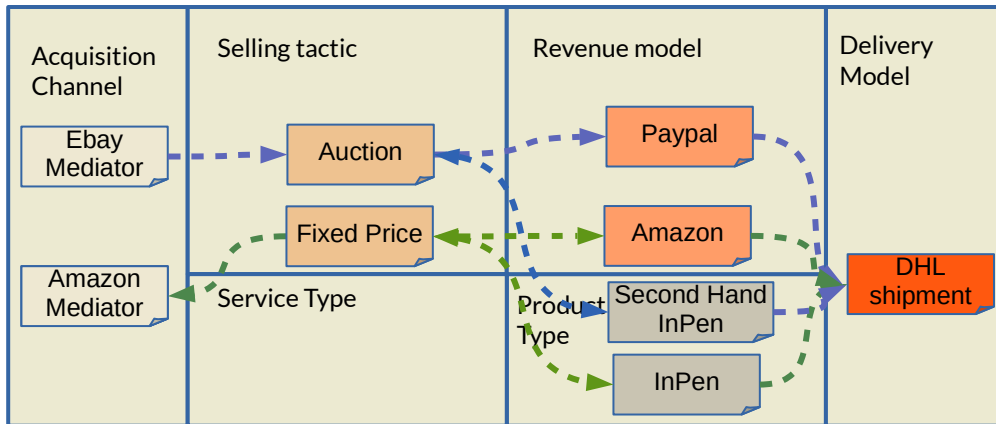 Acquisition
Channel
Ebay
Mediator
Amazon
Mediator
Selling tactic
Auction
Fixed Price
Service Type
Revenue model
Paypal
Amazon
Product
Type
Second Hand
InPen
InPen
Delivery
Model
DHL
shipment